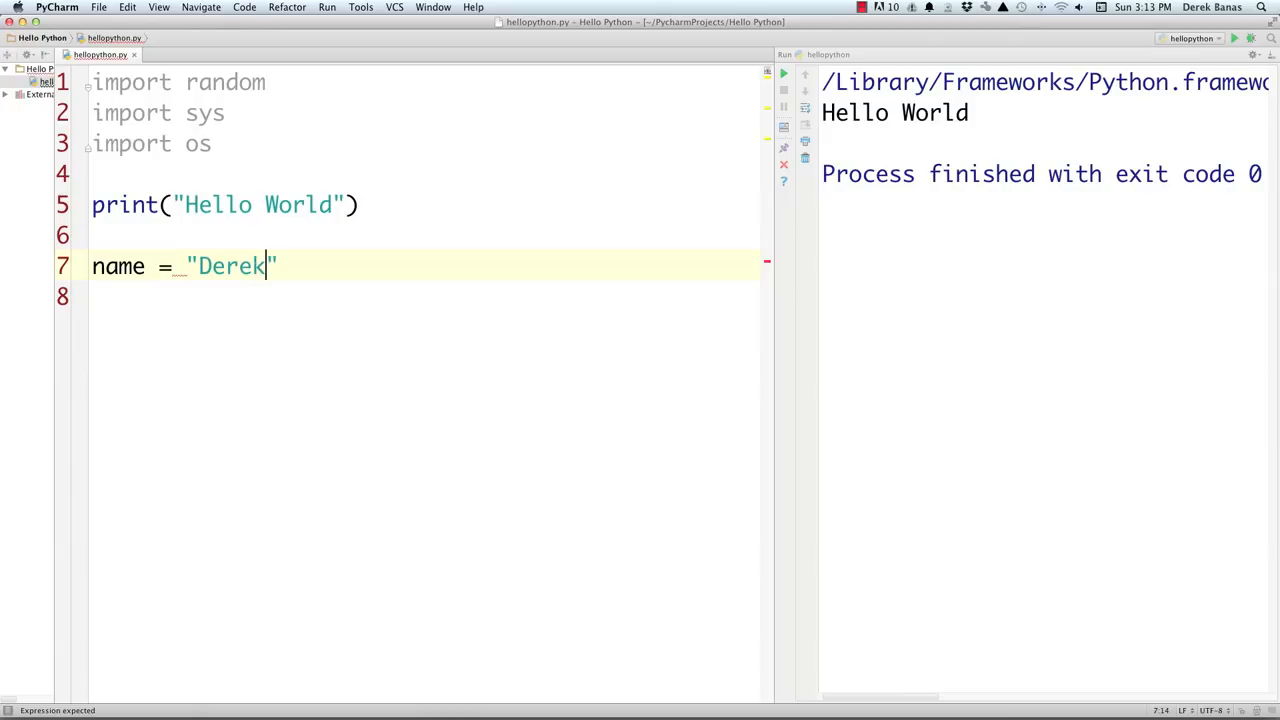 PyCharm File Edit View Navigate Code Refactor Run Tools VCS Window Help 10 Sun 3:13 PM Derek Banas
hellopython.py – Hello Python – [~/PycharmProjects/Hello Python]
Hello Python hellopython.py hellopython
hellopython.py Run hellopython
Hello P
hell
Externa
1 import random
2 import sys
3 import os
4
5 print("Hello World")
6
7 name = "Derek"
8
/Library/Frameworks/Python.framewo
Hello World
Process finished with exit code 0
Expression expected 7:14 LF UTF-8